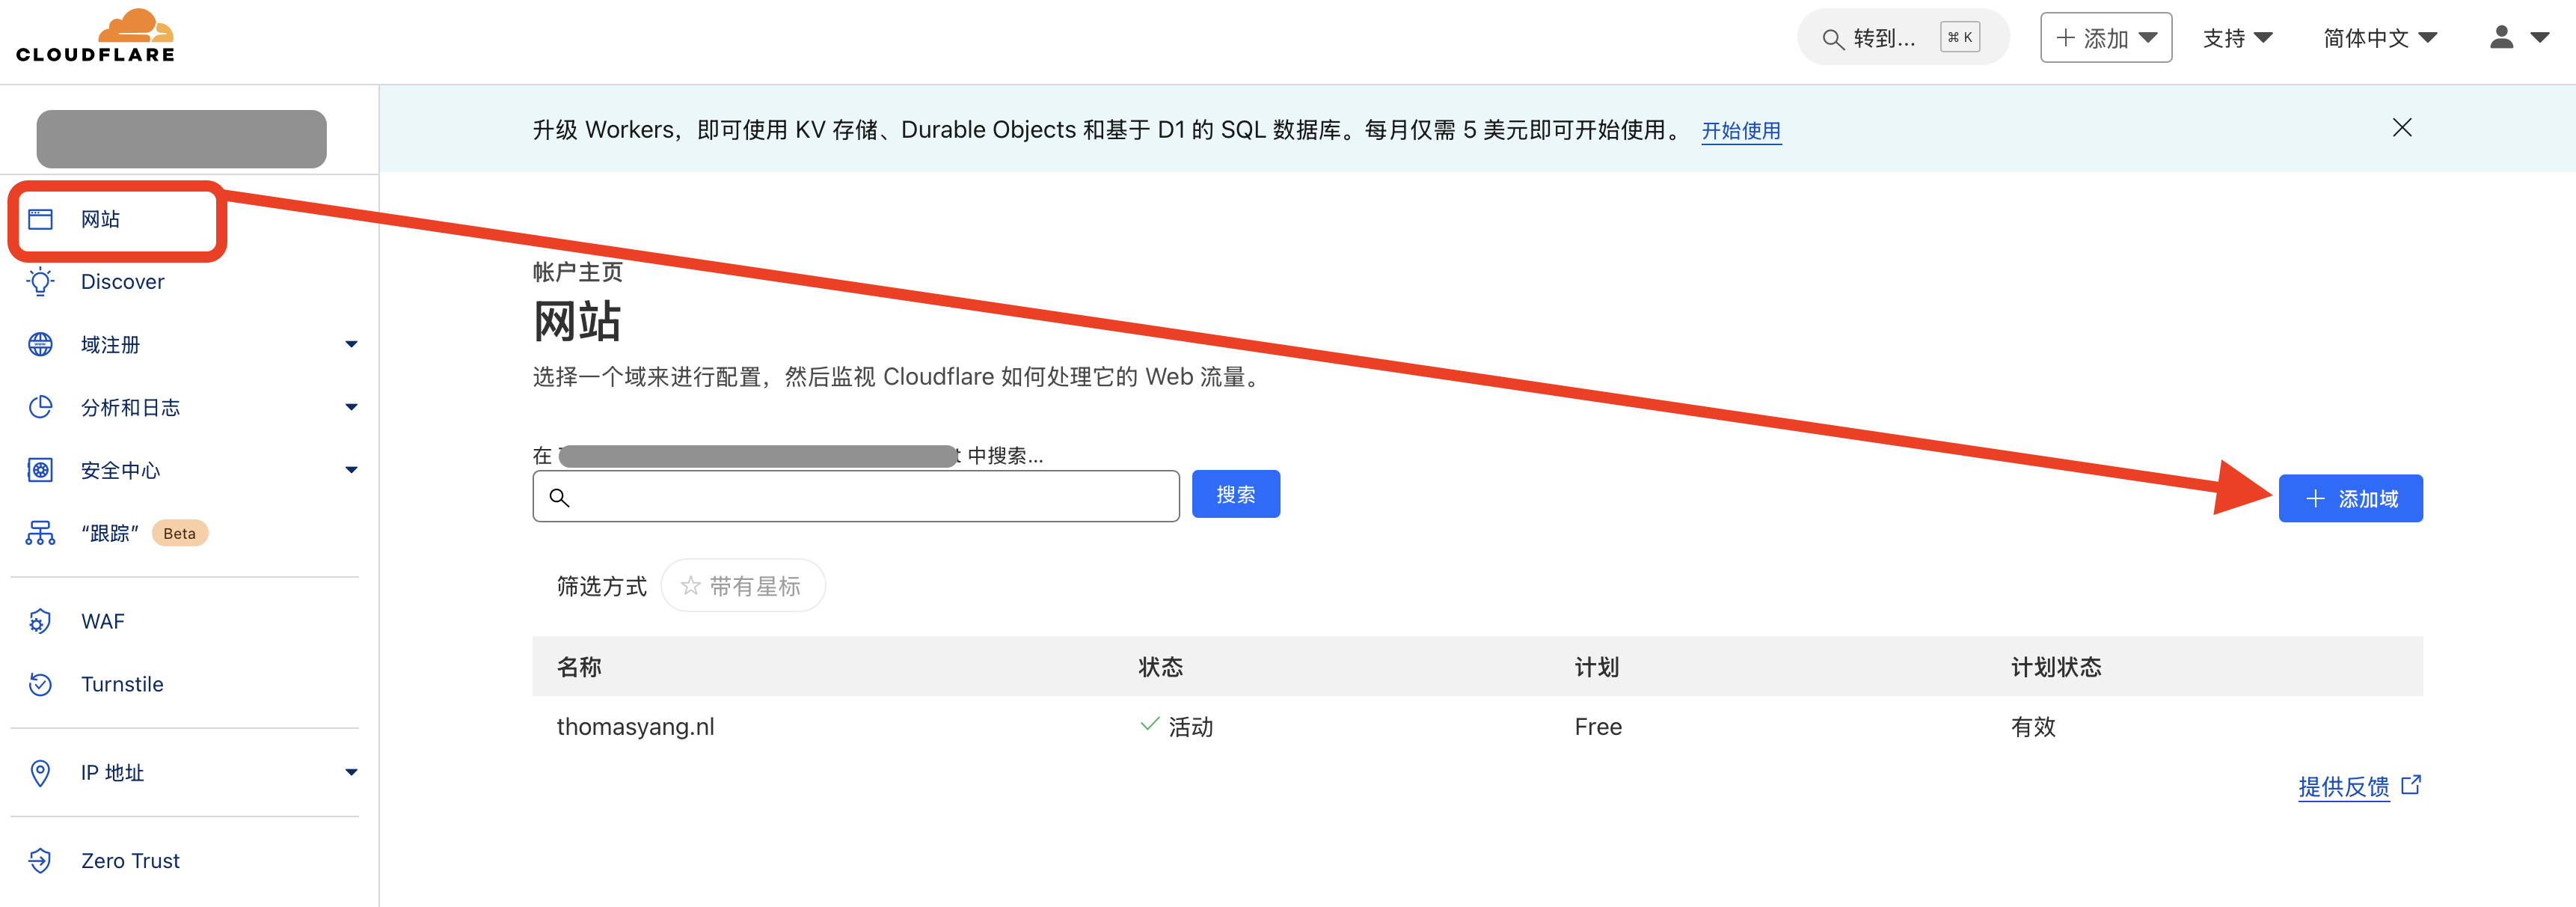 CLOUDFLARE
转到... ⌘ K
添加
支持
简体中文
升级 Workers，即可使用 KV 存储、Durable Objects 和基于 D1 的 SQL 数据库。每月仅需 5 美元即可开始使用。 开始使用
网站
Discover
域注册
分析和日志
安全中心
“跟踪” Beta
WAF
Turnstile
IP 地址
Zero Trust
帐户主页
网站
选择一个域来进行配置，然后监视 Cloudflare 如何处理它的 Web 流量。
在 中搜索...
搜索
添加域
筛选方式 带有星标
名称 状态 计划 计划状态
thomasyang.nl 活动 Free 有效
提供反馈